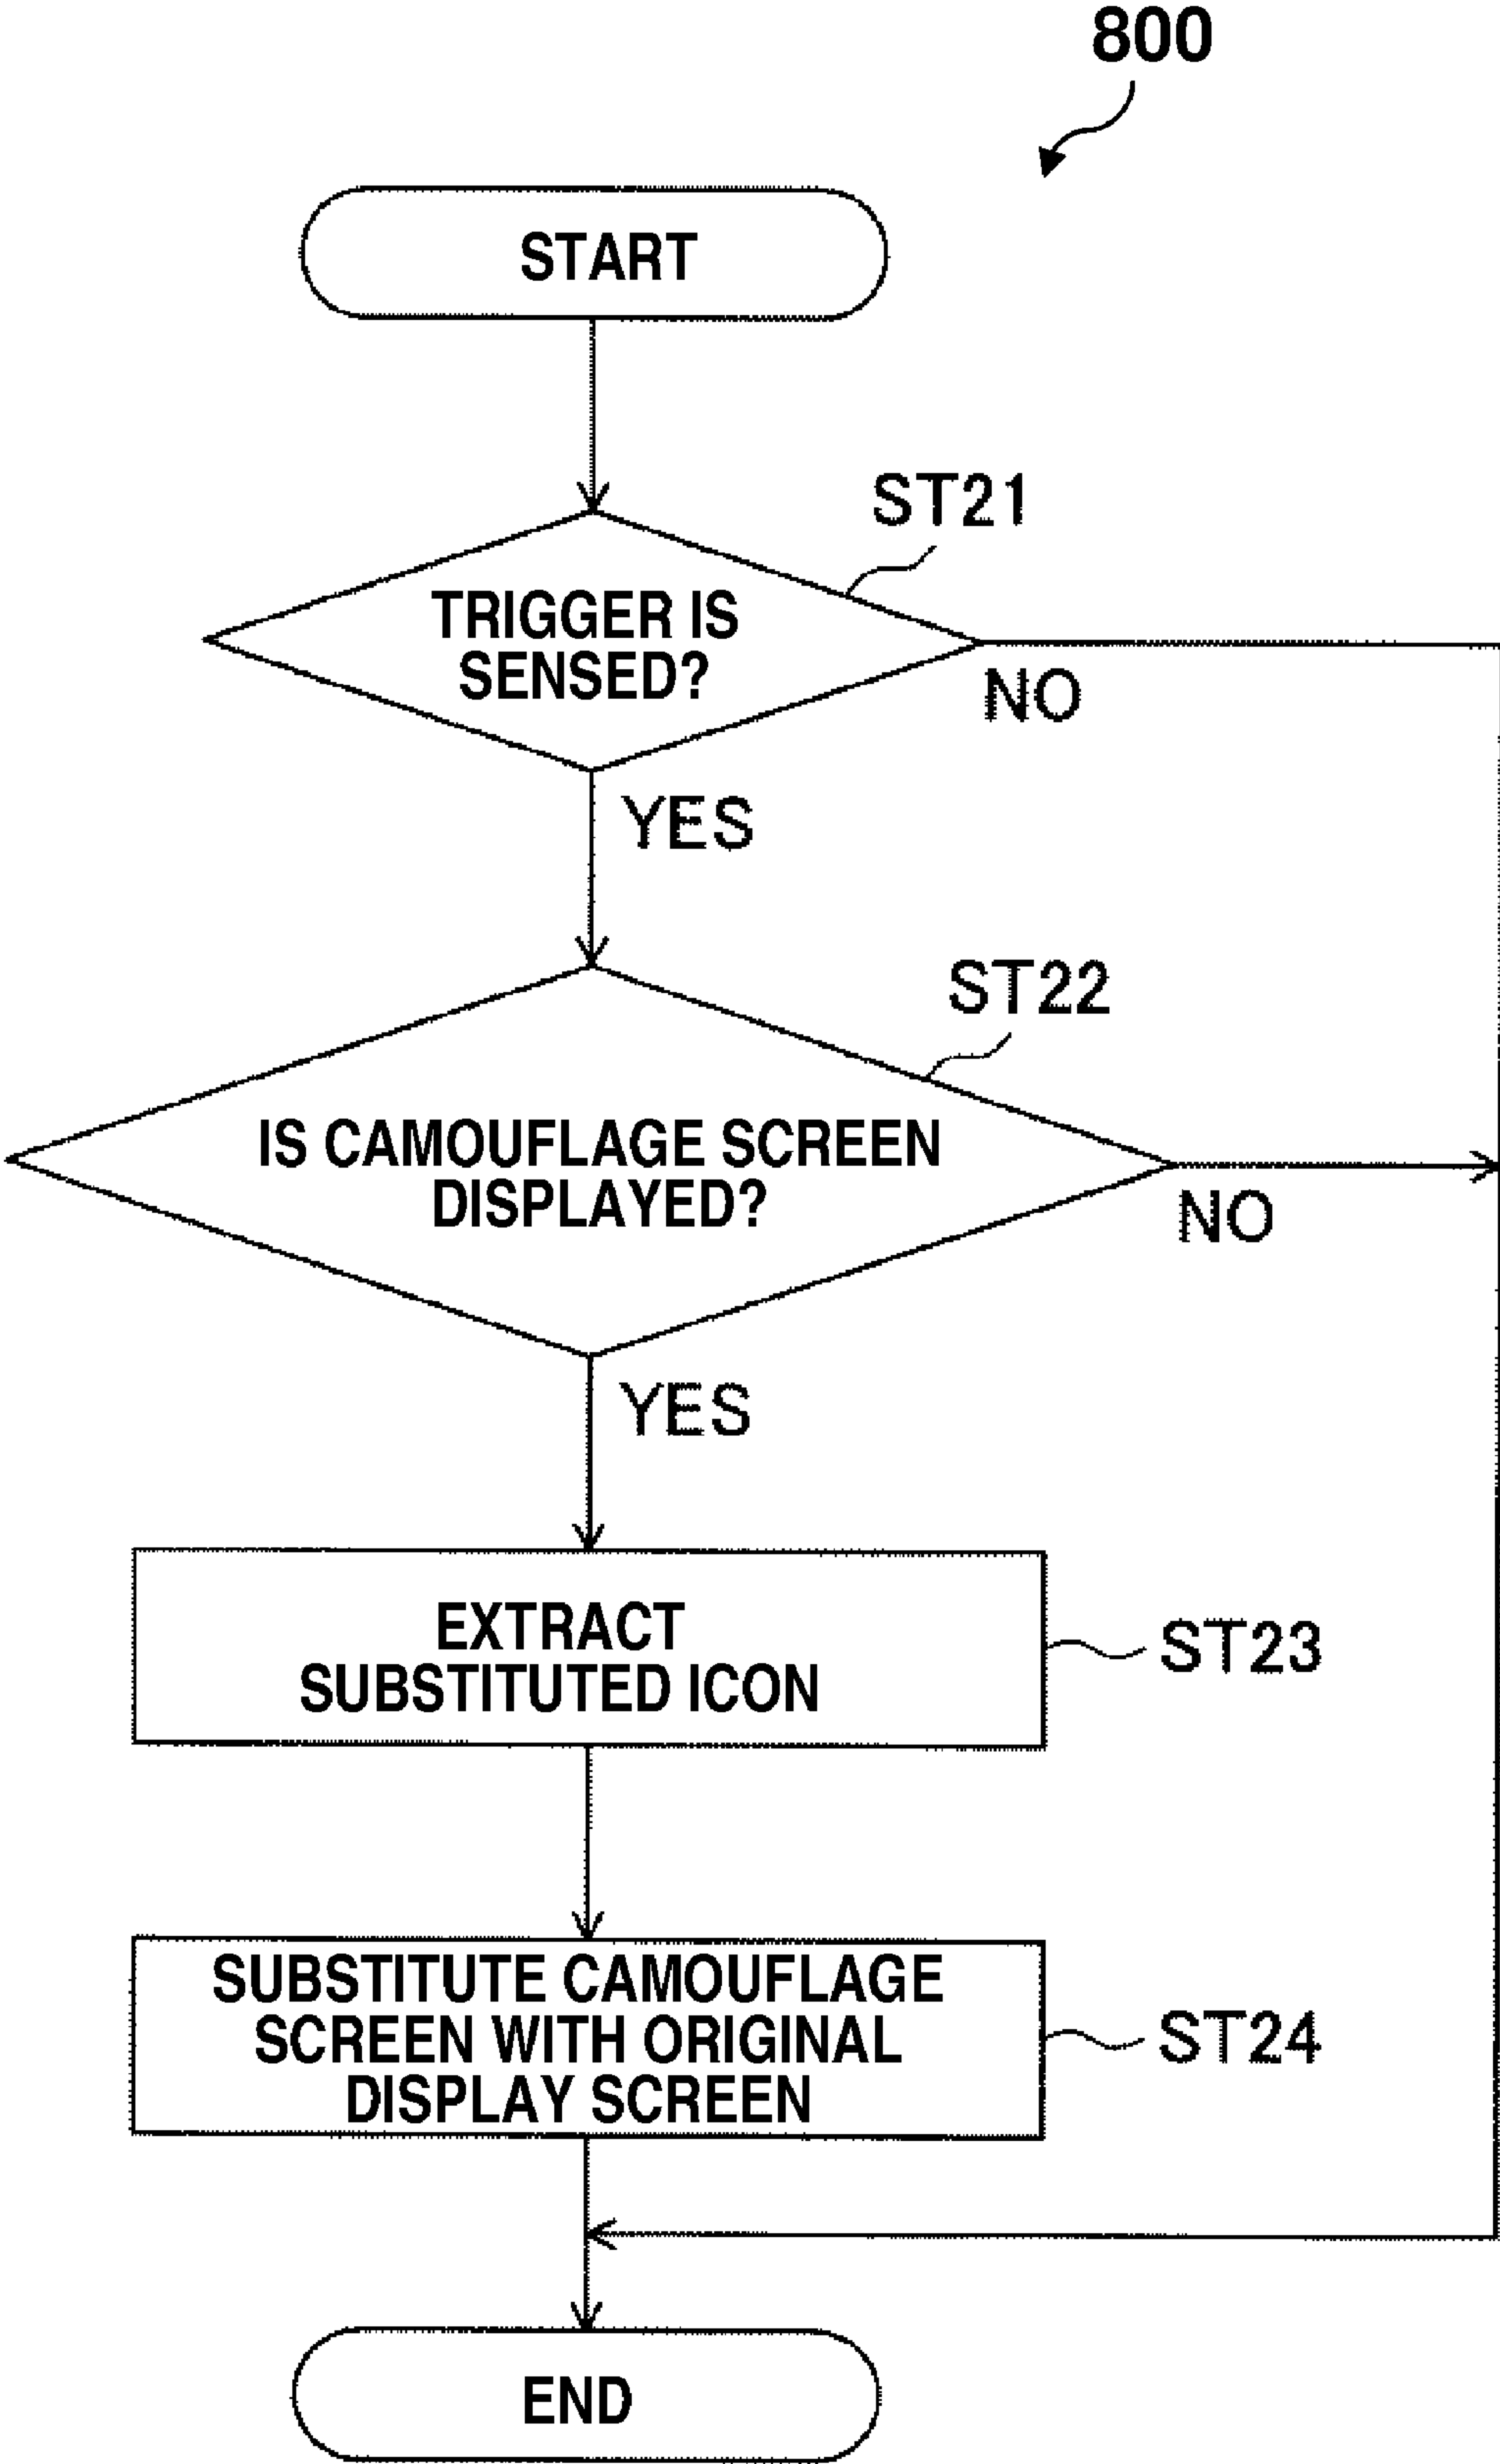 800
START
ST21
TRIGGER IS
SENSED?
NO
YES
ST22
IS CAMOUFLAGE SCREEN
DISPLAYED?
NO
YES
EXTRACT
SUBSTITUTED ICON
ST23
SUBSTITUTE CAMOUFLAGE
SCREEN WITH ORIGINAL
DISPLAY SCREEN
ST24
END